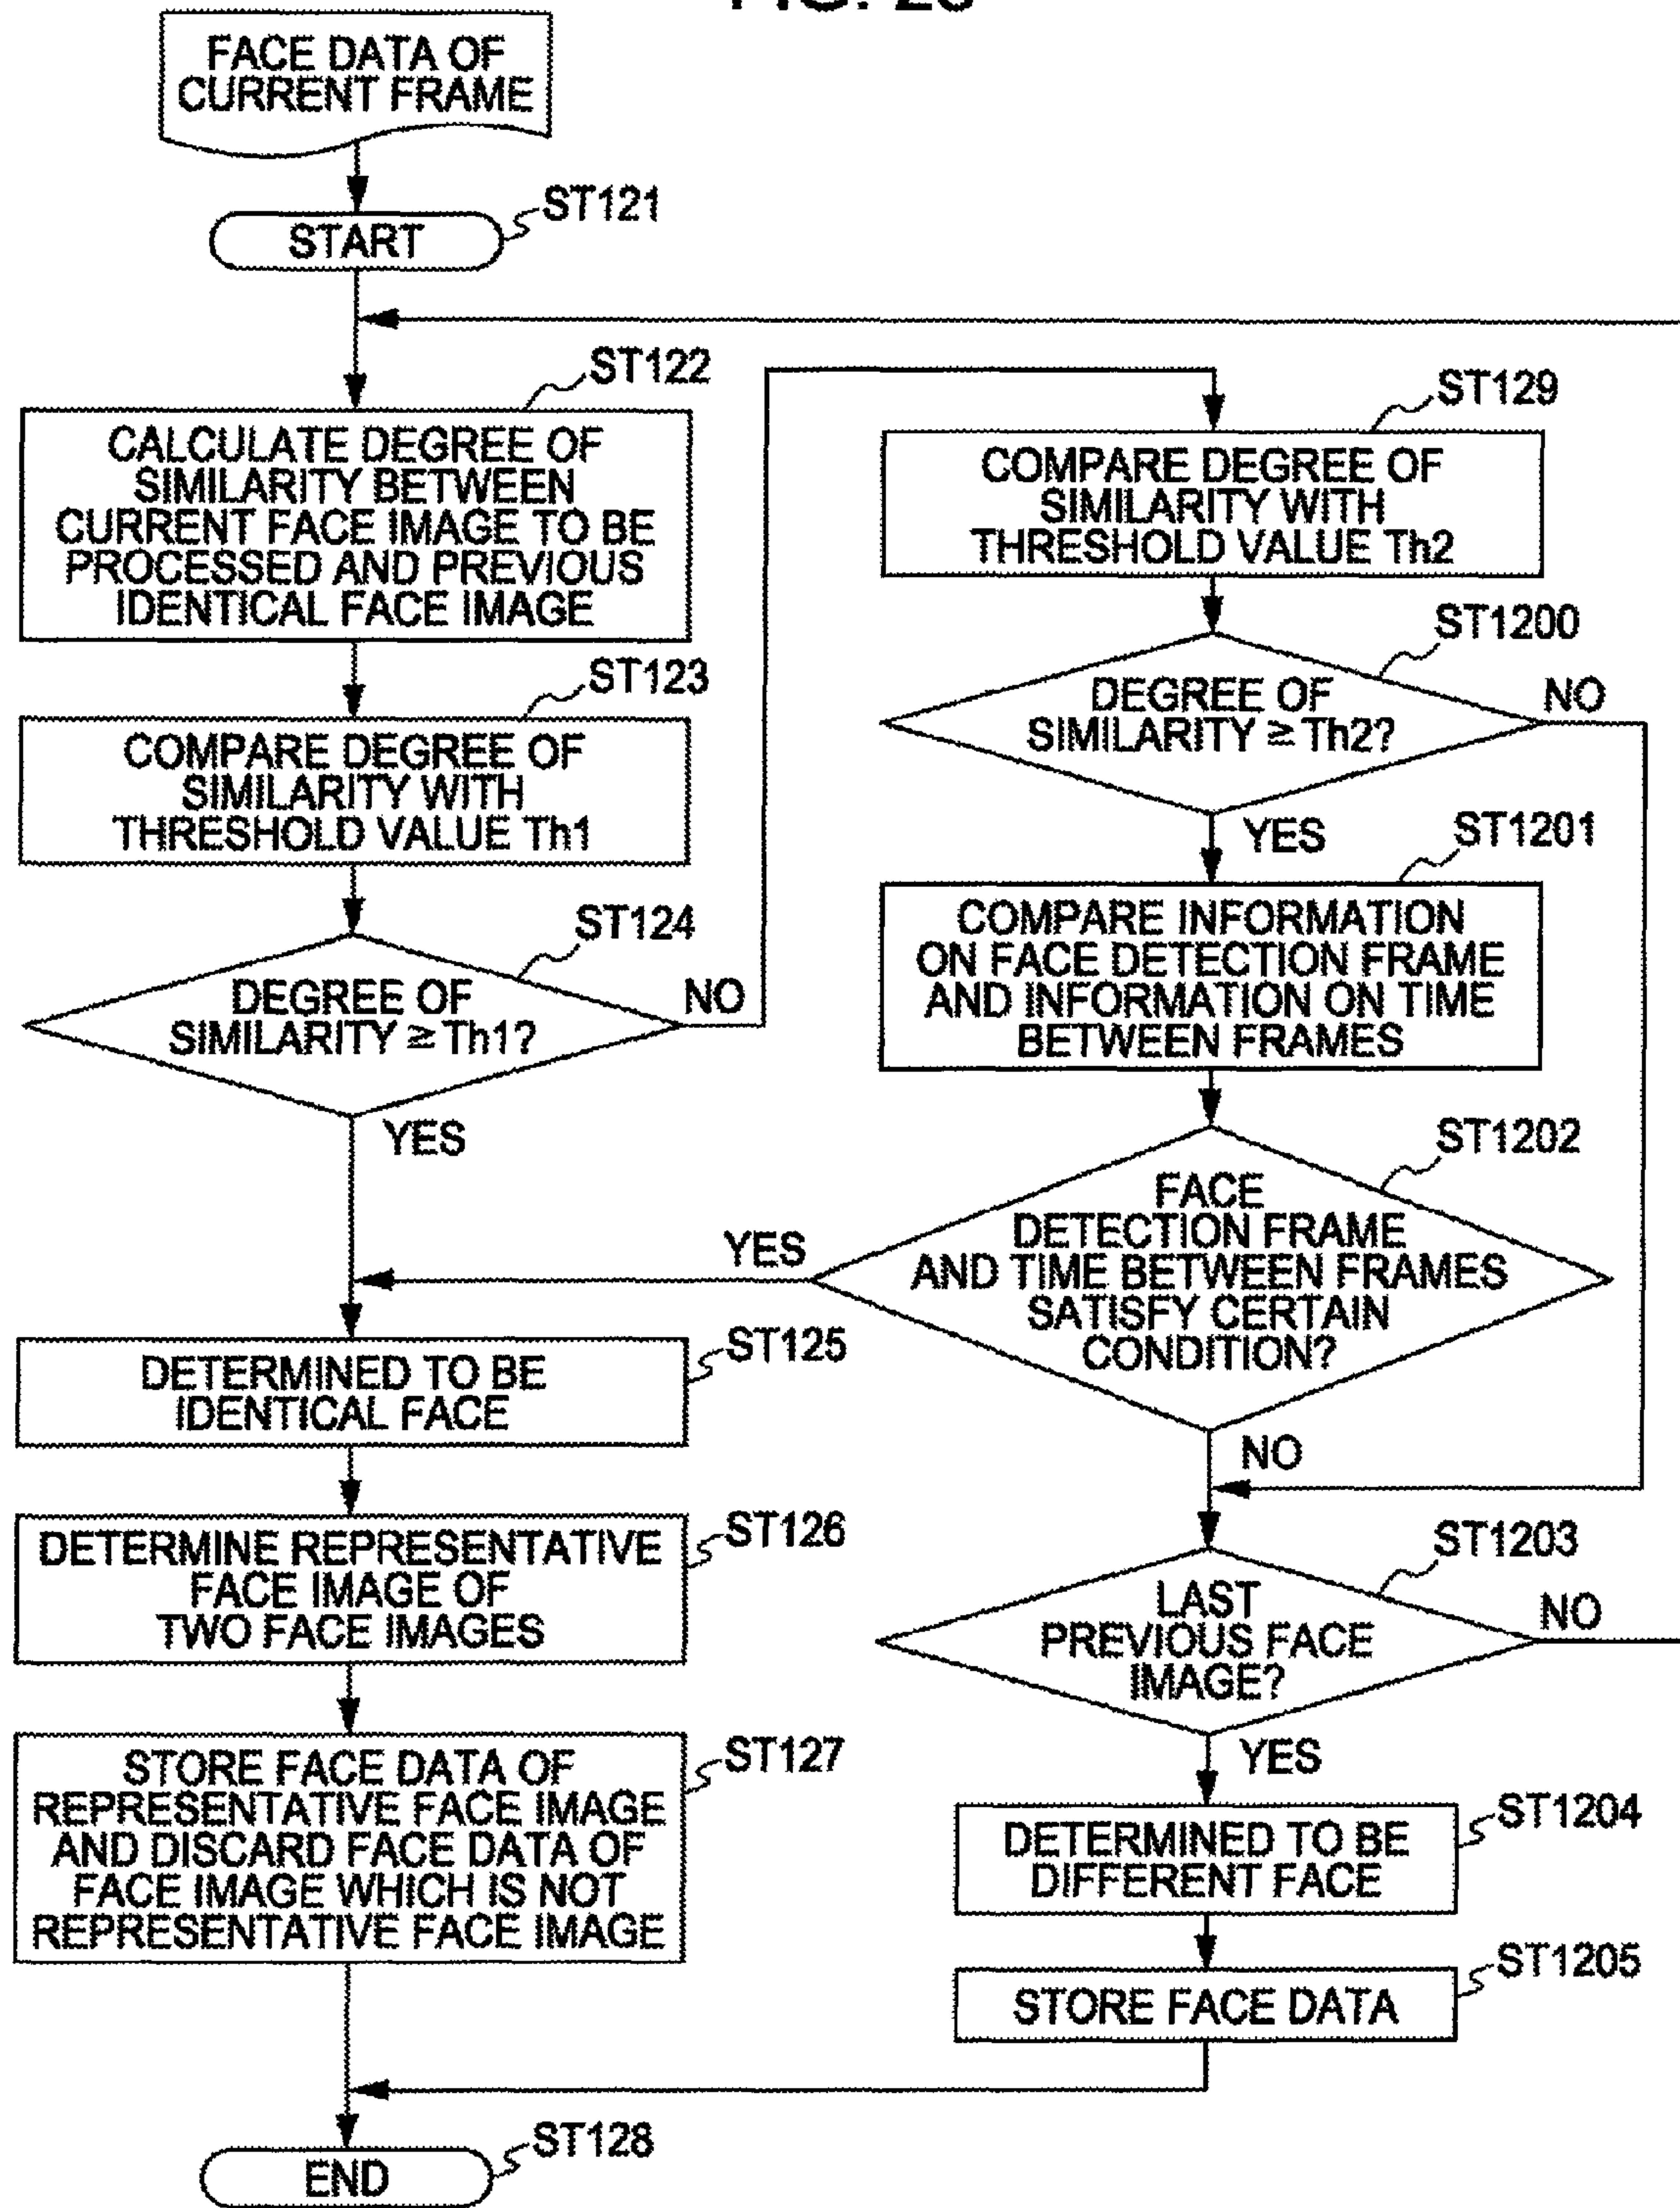 FACE DATA OF
CURRENT FRAME
START
ST121
ST122
CALCULATE DEGREE OF
SIMILARITY BETWEEN
CURRENT FACE IMAGE TO BE
PROCESSED AND PREVIOUS
IDENTICAL FACE IMAGE
ST123
COMPARE DEGREE OF
SIMILARITY WITH
THRESHOLD VALUE Th1
ST124
DEGREE OF
SIMILARITY ≧ Th1?
NO
YES
ST125
DETERMINED TO BE
IDENTICAL FACE
ST126
DETERMINE REPRESENTATIVE
FACE IMAGE OF
TWO FACE IMAGES
ST127
STORE FACE DATA OF
REPRESENTATIVE FACE IMAGE
AND DISCARD FACE DATA OF
FACE IMAGE WHICH IS NOT
REPRESENTATIVE FACE IMAGE
ST128
END
ST129
COMPARE DEGREE OF
SIMILARITY WITH
THRESHOLD VALUE Th2
ST1200
DEGREE OF
SIMILARITY ≧ Th2?
NO
YES
ST1201
COMPARE INFORMATION
ON FACE DETECTION FRAME
AND INFORMATION ON TIME
BETWEEN FRAMES
ST1202
FACE
DETECTION FRAME
AND TIME BETWEEN FRAMES
SATISFY CERTAIN
CONDITION?
YES
NO
ST1203
LAST
PREVIOUS FACE
IMAGE?
NO
YES
ST1204
DETERMINED TO BE
DIFFERENT FACE
ST1205
STORE FACE DATA